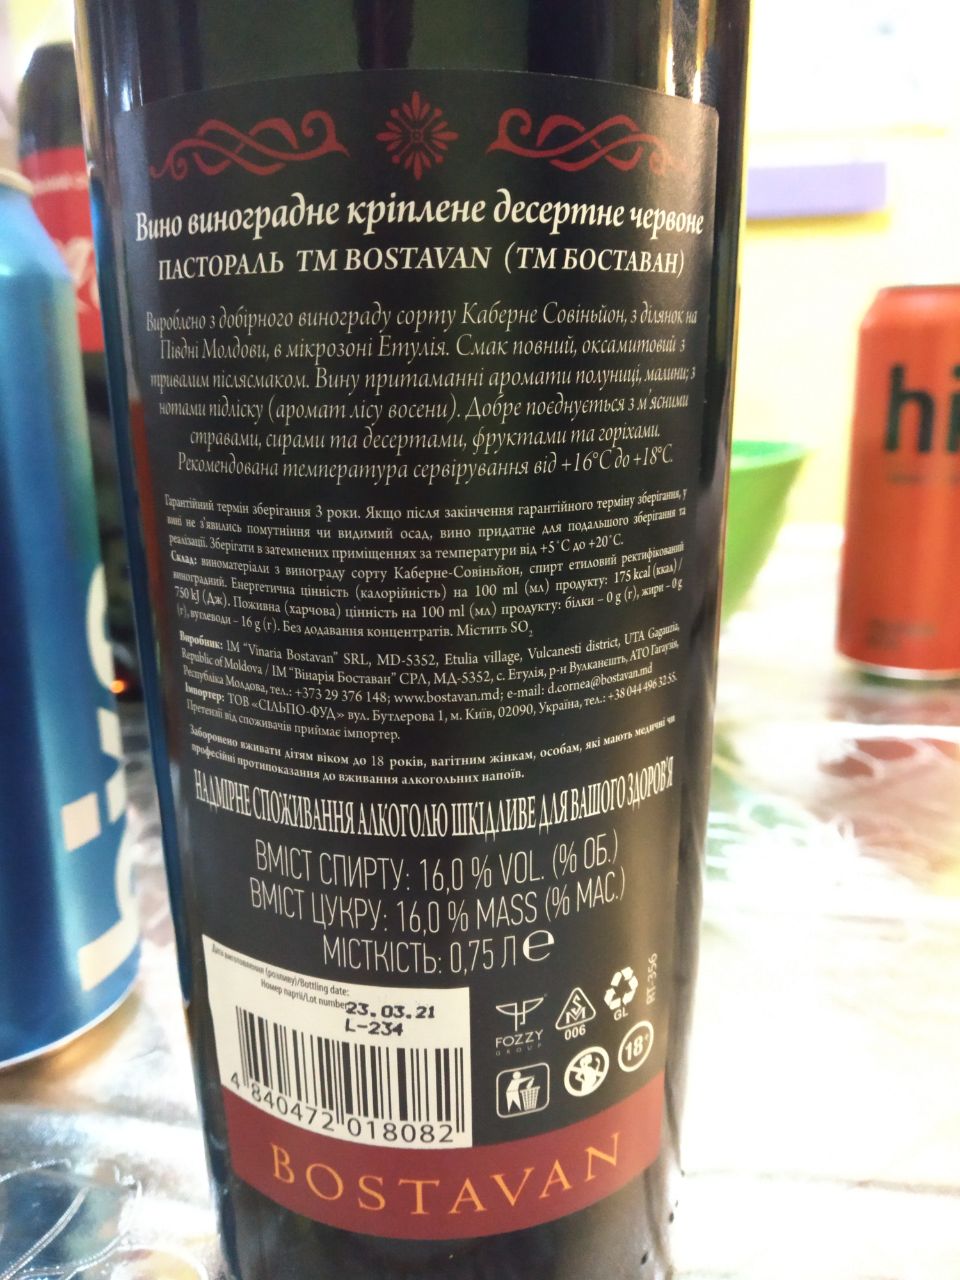 Вино виноградне кріплене десертне червоне
ПАСТОРАЛЬ ТМ BOSTAVAN (ТМ БОСТАВАН)
Вироблено з добірного винограду сорту Каберне Совіньйон, з ділянок на
Півдні Молдови, в мікрозоні Етулія. Смак повний, оксамитовий з
тривалим післясмаком. Вину притаманні аромати полуниці, малини; з
нотами підліску (аромат лісу восени). Добре поєднується з м'ясними
стравами, сирами та десертами, фруктами та горіхами.
Рекомендована температура сервірування від +16°C до +18°C.
Гарантійний термін зберігання 3 роки. Якщо після закінчення гарантійного терміну зберігання, у
вині не з'явились помутніння чи видимий осад, вино придатне для подальшого зберігання та
реалізації. Зберігати в затемнених приміщеннях за температури від +5°C до +20°C.
Склад: виноматеріали з винограду сорту Каберне-Совіньйон, спирт етиловий ректифікований
виноградний. Енергетична цінність (калорійність) на 100 ml (мл) продукту: 175 kcal (ккал) /
750 kJ (Дж). Поживна (харчова) цінність на 100 ml (мл) продукту: білки – 0 g (г), жири – 0 g
(г), вуглеводи – 16 g (г). Без додавання концентратів. Містить SO2
Виробник: ІМ "Vinaria Bostavan" SRL, MD-5352, Etulia village, Vulcanesti district, UTA Gagauzia,
Republic of Moldova / ІМ "Вінарія Боставан" СРЛ, МД-5352, с. Етулія, р-н Вулканешть, АТО Гагаузія,
Республіка Молдова, тел.: +373 29 376 148; www.bostavan.md; e-mail: d.cornea@bostavan.md
Імпортер: ТОВ «СІЛЬПО-ФУД» вул. Бутлерова 1, м. Київ, 02090, Україна, тел.: +38 044 496 32 55.
Претензії від споживачів приймає імпортер.
Заборонено вживати дітям віком до 18 років, вагітним жінкам, особам, які мають медичні чи
професійні протипоказання до вживання алкогольних напоїв.
НАДМІРНЕ СПОЖИВАННЯ АЛКОГОЛЮ ШКІДЛИВЕ ДЛЯ ВАШОГО ЗДОРОВ'Я
ВМІСТ СПИРТУ: 16,0 % VOL. (% ОБ.)
ВМІСТ ЦУКРУ: 16,0 % MASS (% МАС.)
МІСТКІСТЬ: 0,75 Л e
Дата виготовлення (розливу)/Bottling date:
Номер партії/Lot number:
23.03.21
L-234
4 840472 018082
FOZZY
GROUP
SM
006
GL
RT-356
18+
BOSTAVAN
hi